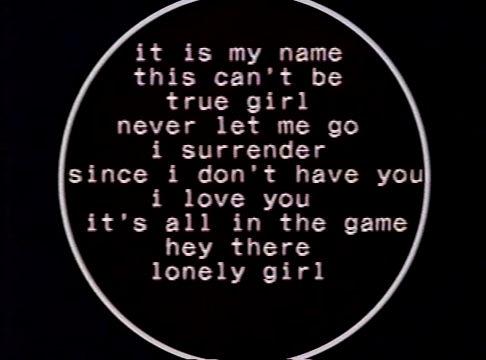 it is my name
this can't be
true girl
never let me go
i surrender
since i don't have you
i love you
it's all in the game
hey there
lonely girl